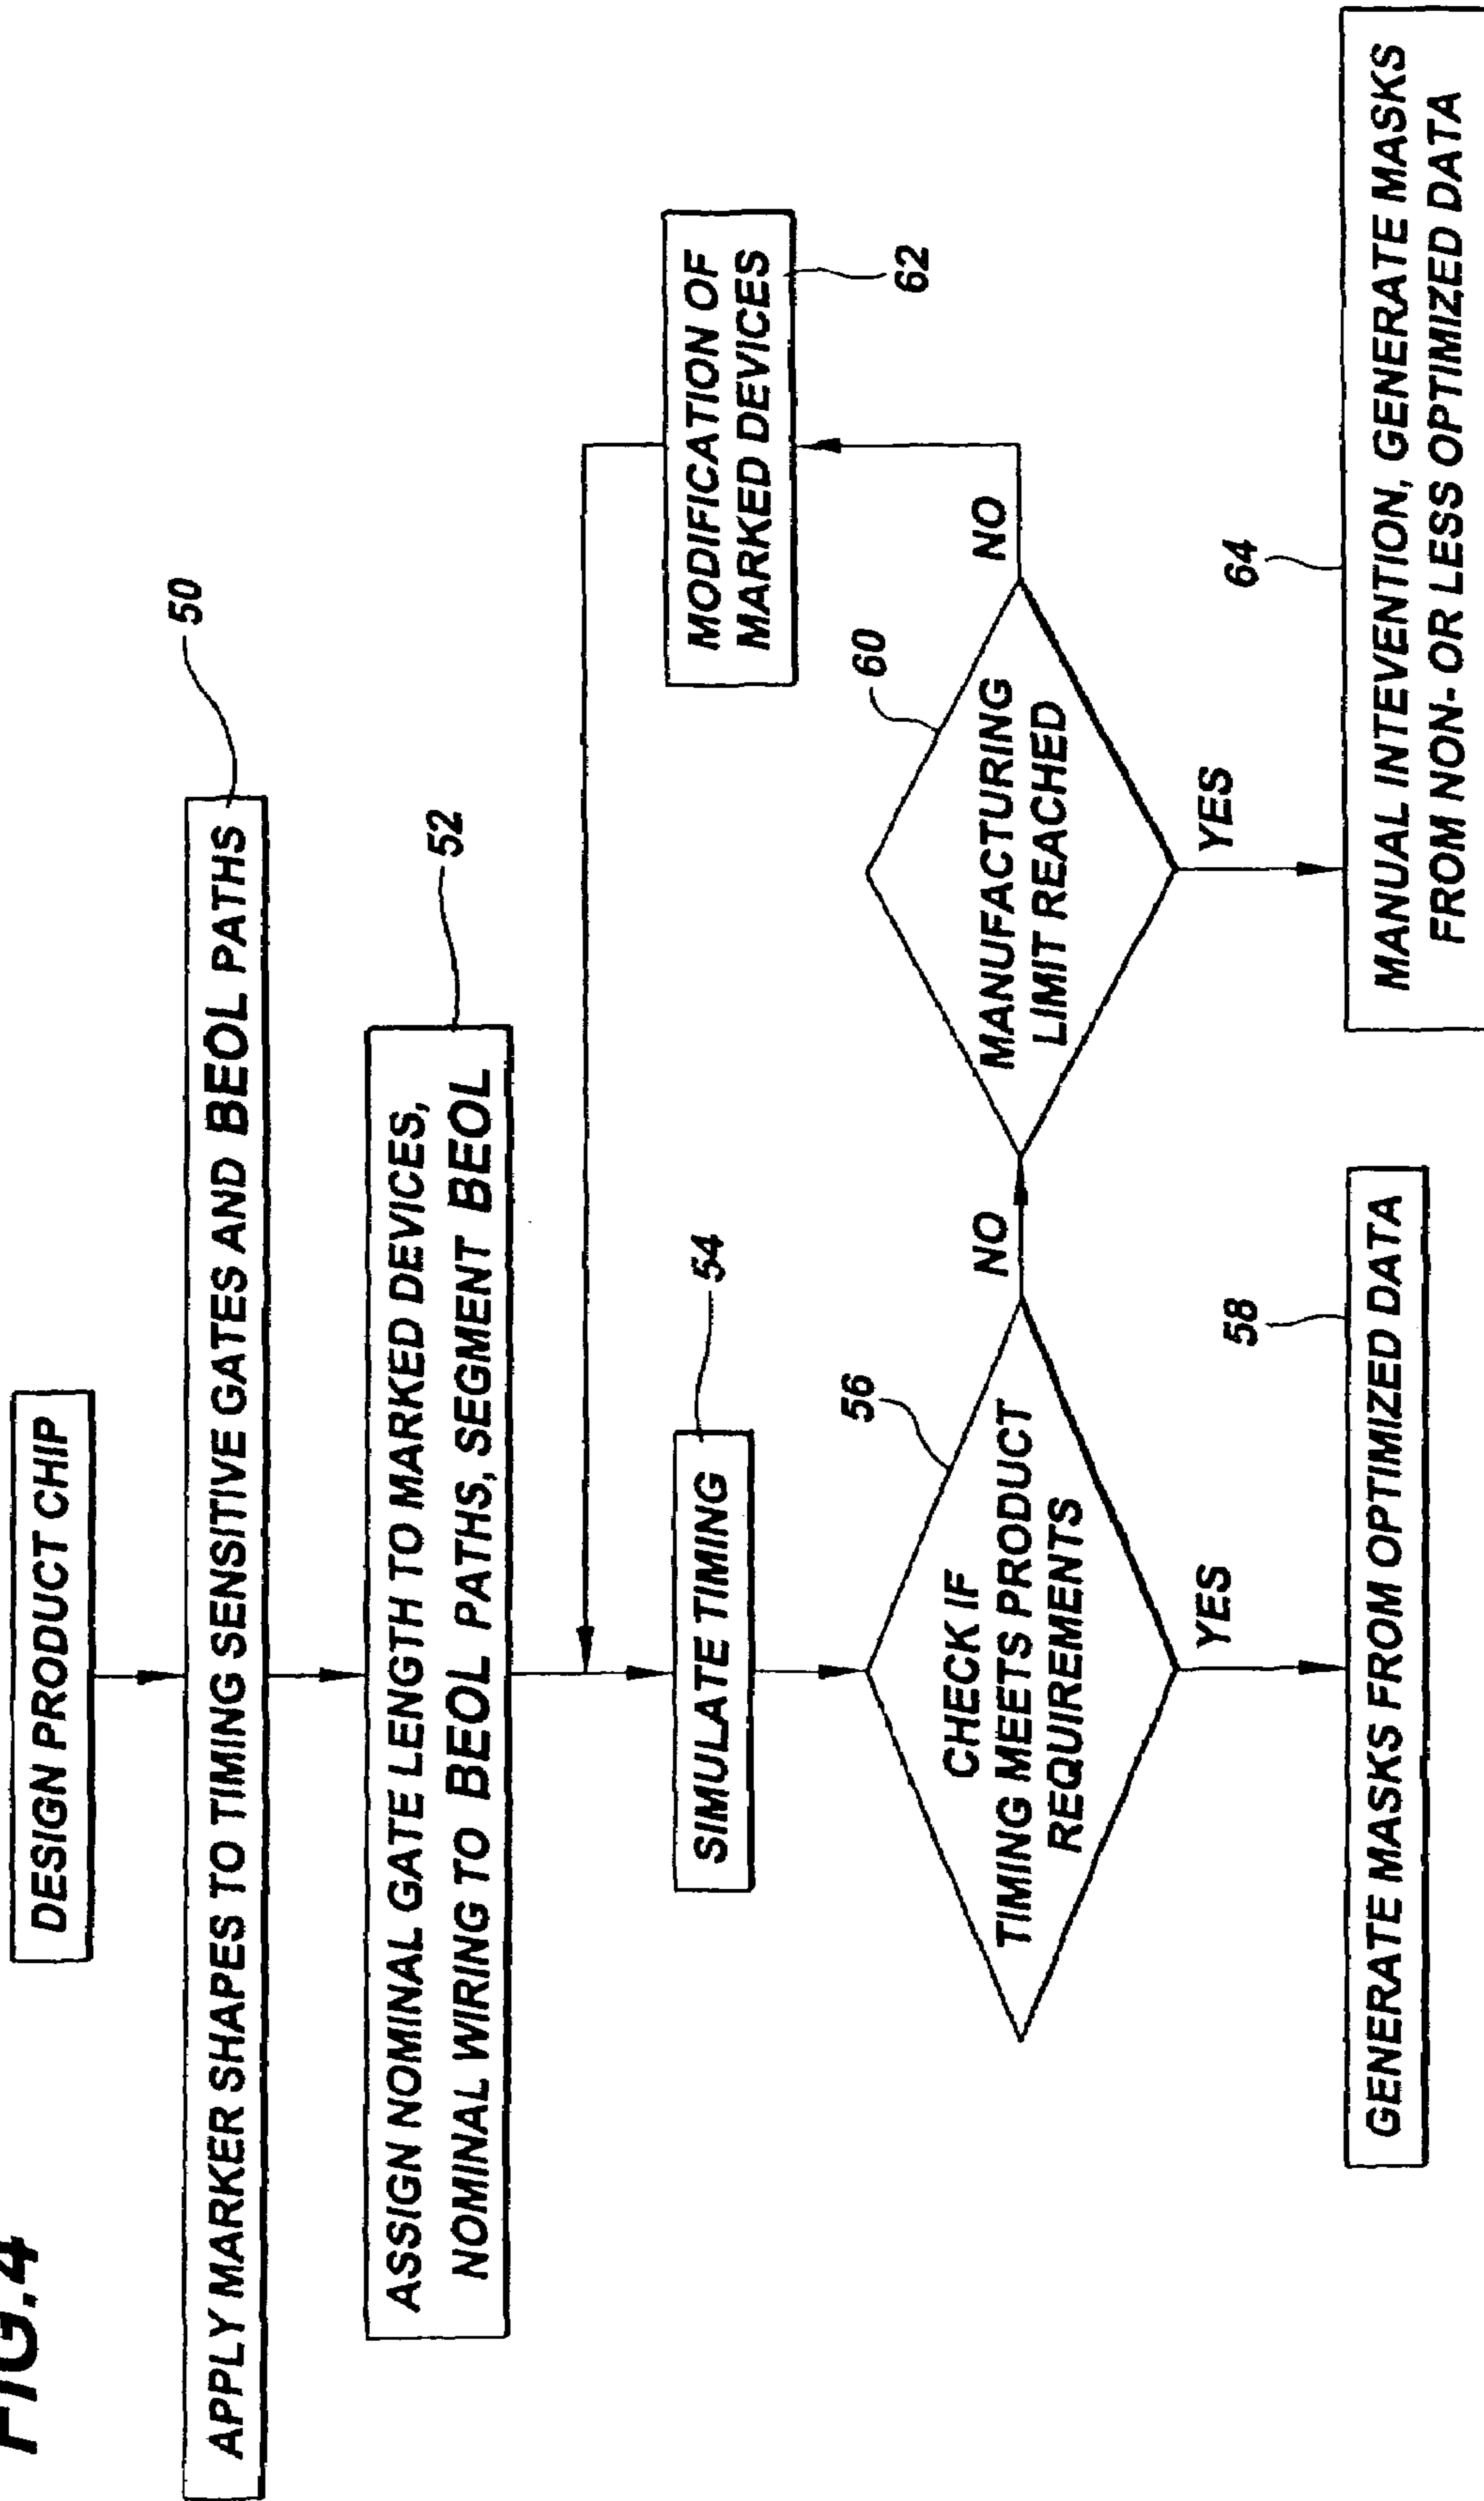 FIG. 4
DESIGN PRODUCT CHIP
50
APPLY MARKER SHAPES TO TIMING SENSITIVE GATES AND BEOL PATHS
52
ASSIGN NOMINAL GATE LENGTH TO MARKED DEVICES,
NOMINAL WIRING TO BEOL PATHS, SEGMENT BEOL
54
SIMULATE TIMING
MODIFICATION OF
MARKED DEVICES
62
56
CHECK IF
TIMING MEETS PRODUCT
REQUIREMENTS
NO
60
MANUFACTURING
LIMIT REACHED
NO
YES
YES
58
GENERATE MASKS FROM OPTIMIZED DATA
64
MANUAL INTEVENTION, GENERATE MASKS
FROM NON- OR LESS OPTIMIZED DATA